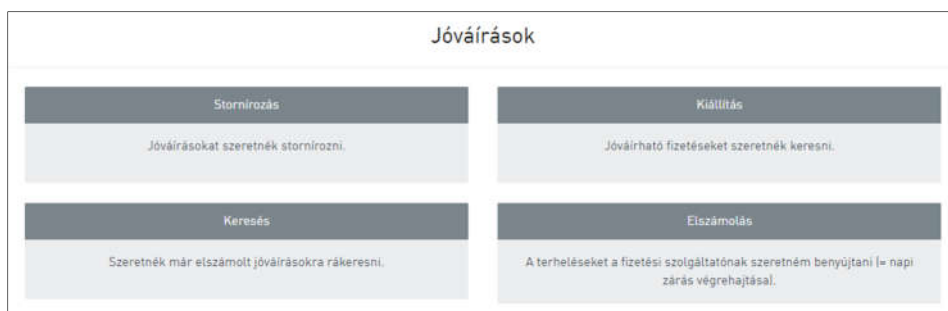 Jóváírások
Stornírozás
Jóváírásokat szeretnék stornírozni.
Kiállítás
Jóváírható fizetéseket szeretnék keresni.
Keresés
Szeretnék már elszámolt jóváírásokra rákeresni.
Elszámolás
A terheléseket a fizetési szolgáltatónak szeretném benyújtani (= napi
zárás végrehajtása).